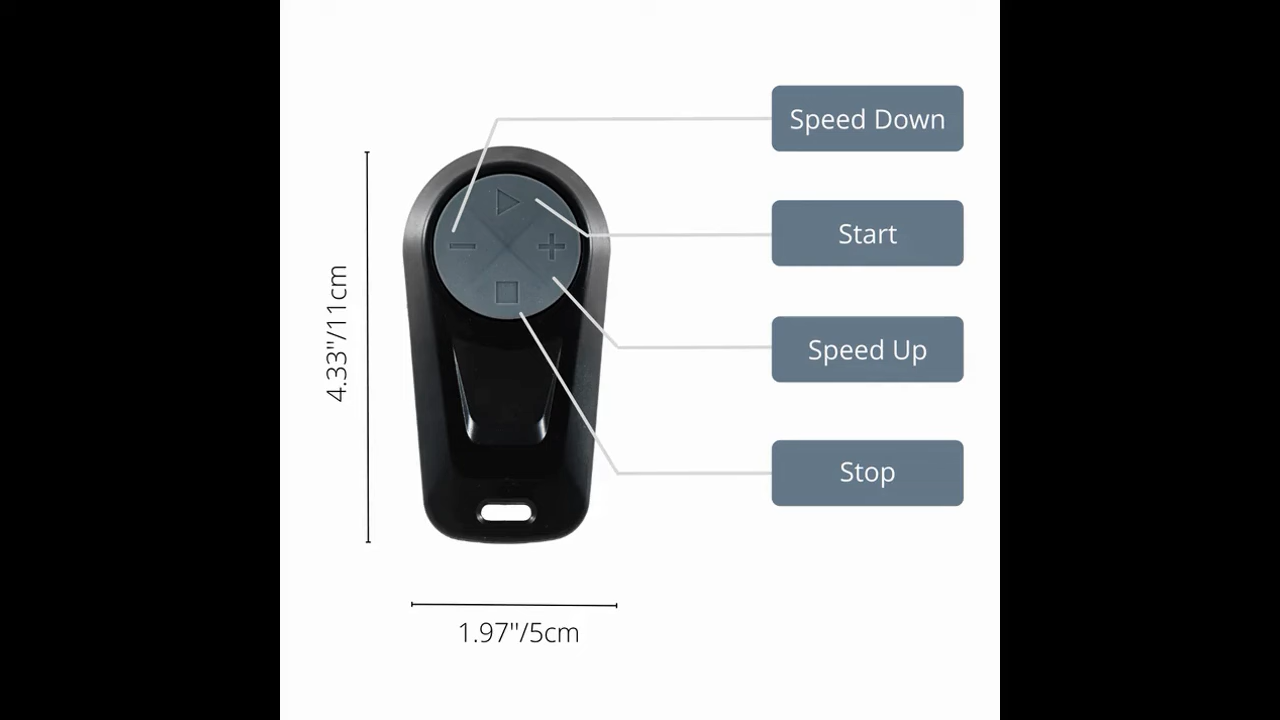 Speed Down
Start
4.33"/11cm
Speed Up
Stop
1.97"/5cm